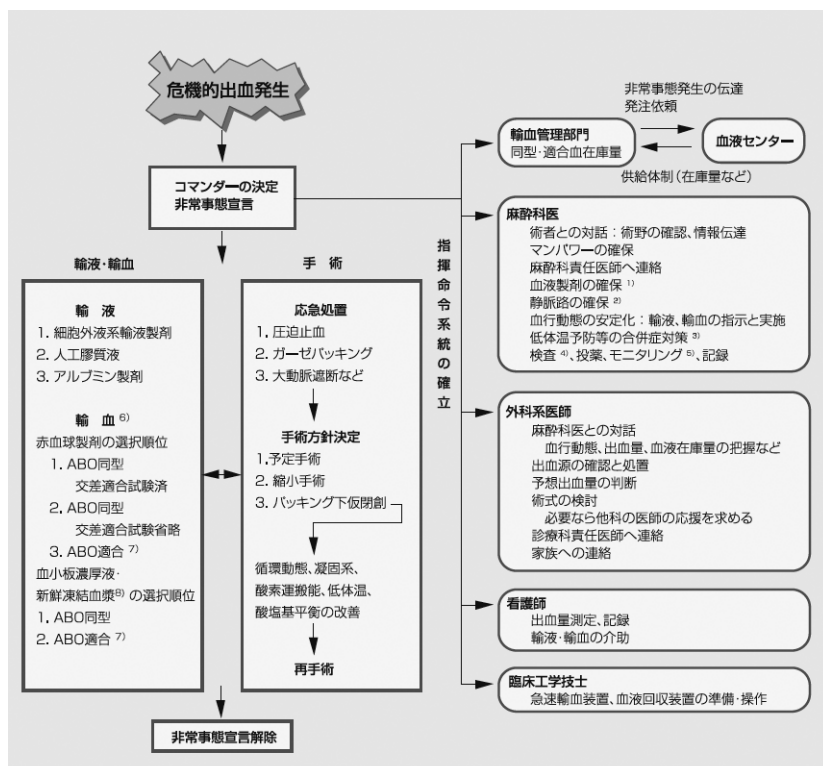 危機的出血発生
コマンダーの決定
非常事態宣言
輸液・輸血
輸 液
1. 細胞外液系輸液製剤
2. 人工膠質液
3. アルブミン製剤
輸 血 6)
赤血球製剤の選択順位
1. ABO同型
交差適合試験済
2. ABO同型
交差適合試験省略
3. ABO適合 7)
血小板濃厚液・
新鮮凍結血漿8) の選択順位
1. ABO同型
2. ABO適合 7)
手 術
応急処置
1. 圧迫止血
2. ガーゼパッキング
3. 大動脈遮断など
手術方針決定
1.予定手術
2. 縮小手術
3. パッキング下仮閉創
循環動態、凝固系、
酸素運搬能、低体温、
酸塩基平衡の改善
再手術
非常事態宣言解除
指揮命令系統の確立
輸血管理部門
同型・適合血在庫量
非常事態発生の伝達
発注依頼
血液センター
供給体制(在庫量など)
麻酔科医
術者との対話:術野の確認、情報伝達
マンパワーの確保
麻酔科責任医師へ連絡
血液製剤の確保 1)
静脈路の確保 2)
血行動態の安定化:輸液、輸血の指示と実施
低体温予防等の合併症対策 3)
検査 4)、投薬、モニタリング 5)、記録
外科系医師
麻酔科医との対話
血行動態、出血量、血液在庫量の把握など
出血源の確認と処置
予想出血量の判断
術式の検討
必要なら他科の医師の応援を求める
診療科責任医師へ連絡
家族への連絡
看護師
出血量測定、記録
輸液・輸血の介助
臨床工学技士
急速輸血装置、血液回収装置の準備・操作